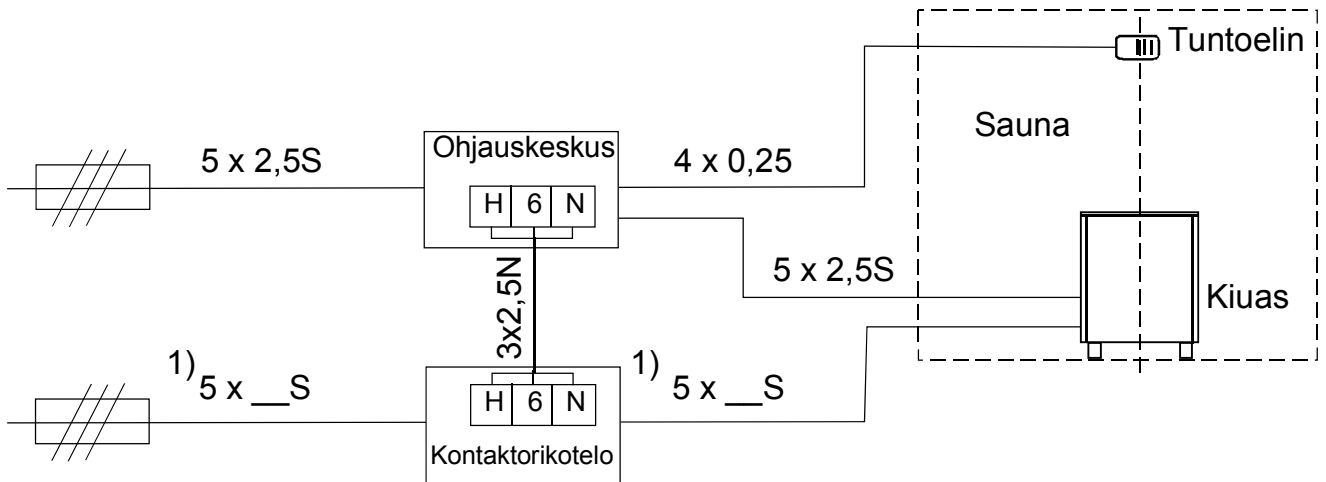 Tuntoelin
Sauna
5 x 2,5S
Ohjauskeskus
4 x 0,25
H 6 N
3x2,5N
5 x 2,5S
Kiuas
1)
5 x __S
H 6 N
Kontaktorikotelo
1)
5 x __S